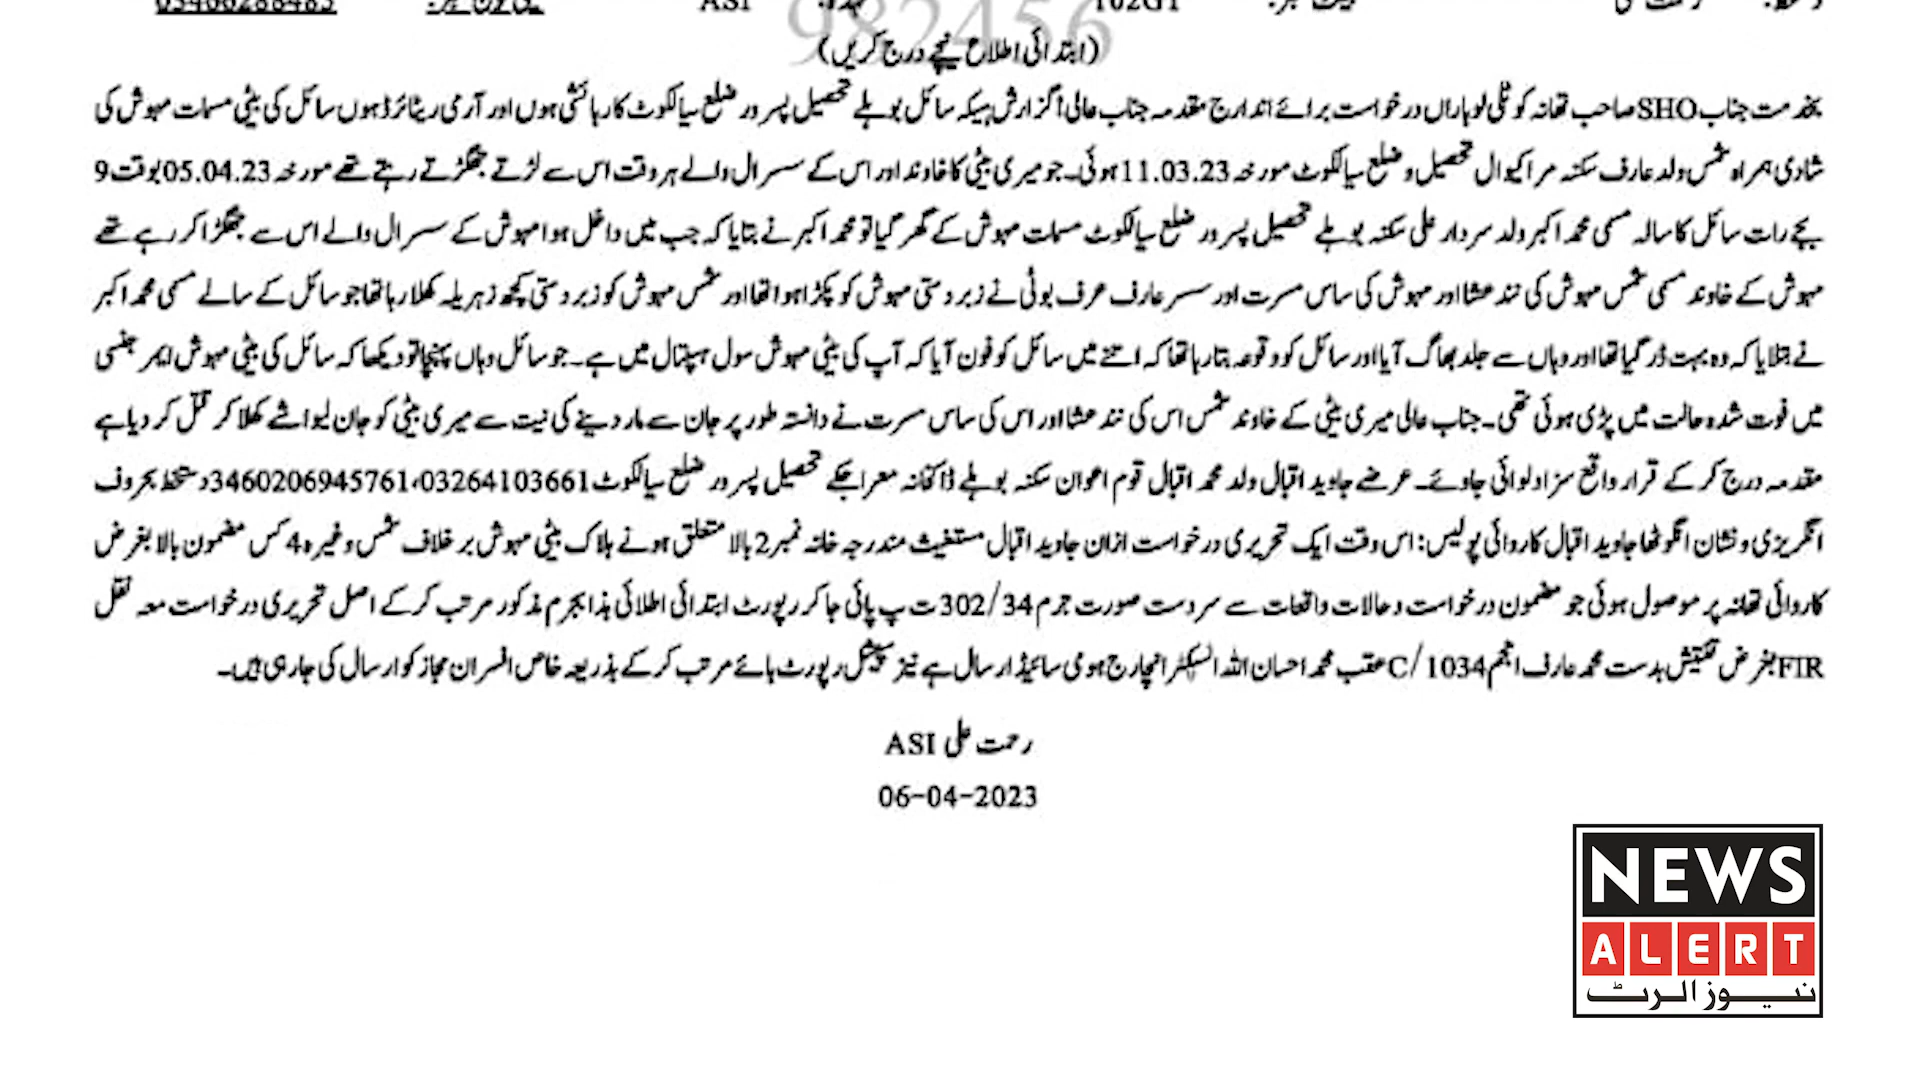 03466288485 ASI عہدہ: 102GT
982456
(ابتدائی اطلاع نیچے درج کریں)
بخدمت جناب SHO صاحب تھانہ کوٹلی لوہاراں درخواست برائے اندارج مقدمہ جناب عالی! گزارش ہیکہ سائل بوبلے تحصیل پسرور ضلع سیالکوٹ کا رہائشی ہوں اور آرمی ریٹائرڈ ہوں سائل کی بیٹی مسمات مہوش کی
شادی ہمراہ شمس ولد عارف سکنہ مراکیوال تحصیل و ضلع سیالکوٹ مورخہ 11.03.23 ہوئی۔ جو میری بیٹی کا خاوند اور اس کے سسرال والے ہر وقت اس سے لڑتے جھگڑتے رہتے تھے مورخہ 05.04.23 بوقت 9
بجے رات سائل کا سالہ مسمی محمد اکبر ولد سردار علی سکنہ بوبلے تحصیل پسرور ضلع سیالکوٹ مسمات مہوش کے گھر گیا تو محمد اکبر نے بتایا کہ جب میں داخل ہوا مہوش کے سسرال والے اس سے جھگڑا کر رہے تھے
مہوش کے خاوند مسمی شمس مہوش کی نند عشا اور مہوش کی ساس مسرت اور سسر عارف عرف بوٹی نے زبردستی مہوش کو پکڑا ہوا تھا اور شمس مہوش کو زبردستی کچھ زہریلہ کھلا رہا تھا جو سائل کے سالے مسمی محمد اکبر
نے بتلایا کہ وہ بہت ڈر گیا تھا اور وہاں سے جلد بھاگ آیا اور سائل کو وقوعہ بتا رہا تھا کہ اتنے میں سائل کو فون آیا کہ آپ کی بیٹی مہوش سول ہسپتال میں ہے۔ جو سائل وہاں پہنچا تو دیکھا کہ سائل کی بیٹی مہوش ایمرجنسی
میں فوت شدہ حالت میں پڑی ہوئی تھی۔ جناب عالی میری بیٹی کے خاوند شمس اس کی نند عشا اور اس کی ساس مسرت نے دانستہ طور پر جان سے مار دینے کی نیت سے میری بیٹی کو جان لیوا شے کھلا کر قتل کر دیا ہے
مقدمہ درج کر کے قرار واقع سزا دلوائی جاوئے۔ عرضے جاوید اقبال ولد محمد اقبال قوم اعوان سکنہ بوبلے ڈاکخانہ معراجکے تحصیل پسرور ضلع سیالکوٹ 03264103661،3460206945761 دستخط بحروف
انگریزی و نشان انگوٹھا جاوید اقبال کاروائی پولیس: اس وقت ایک تحریری درخواست ازان جاوید اقبال مستغیث مندرجہ خانہ نمبر 2 بالا متعلق ہونے ہلاک بیٹی مہوش برخلاف شمس وغیرہ 4 کس مضمون بالا بغرض
کاروائی تھانہ پر موصول ہوئی جو مضمون درخواست و حالات واقعات سے سردست صورت جرم 302/34 ت پ پائی جا کر رپورٹ ابتدائی اطلائی ہذا بجرم مذکور مرتب کر کے اصل تحریری درخواست معہ نقل
FIR بغرض تفتیش بدست محمد عارف انجم 1034/C عقب محمد احسان اللہ انسپکٹر انچارج ہومی سائیڈ ارسال ہے نیز سپیشل رپورٹ ہائے مرتب کر کے بذریعہ خاص افسران مجاز کو ارسال کی جا رہی ہیں۔
رحمت علی ASI
06-04-2023
NEWS
ALERT
نیوز الرٹ